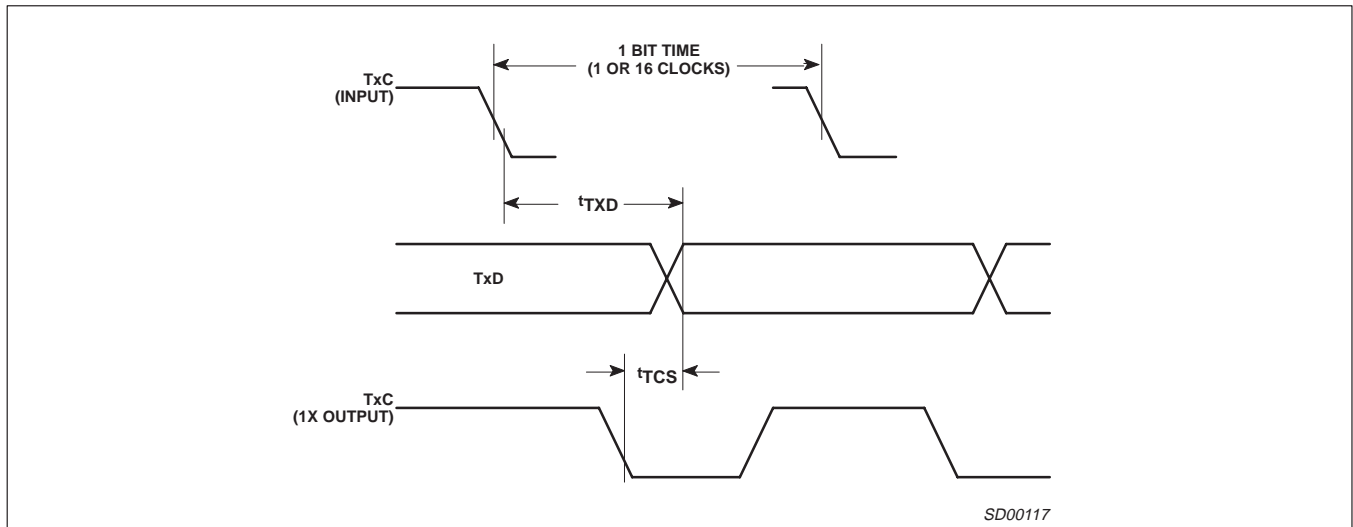 1 BIT TIME
(1 OR 16 CLOCKS)
TxC
(INPUT)
tTXD
TxD
tTCS
TxC
(1X OUTPUT)
SD00117